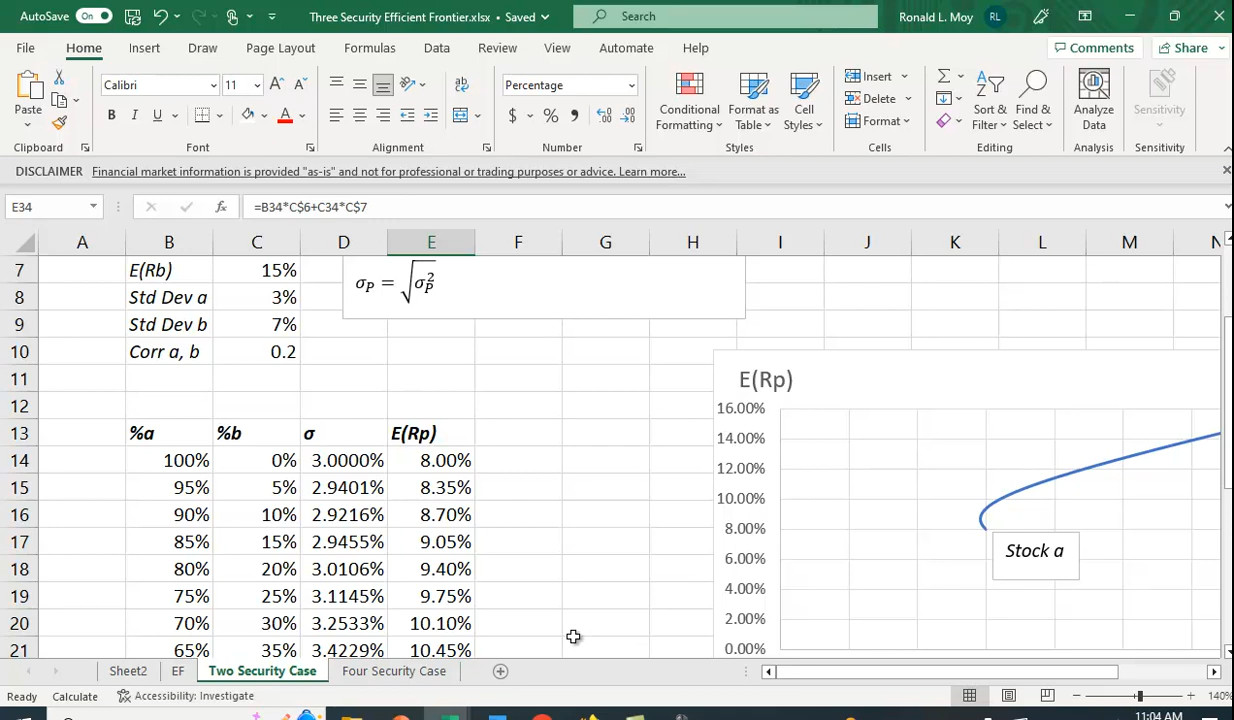 AutoSave On Three Security Efficient Frontier.xlsx • Saved Search Ronald L. Moy RL
File Home Insert Draw Page Layout Formulas Data Review View Automate Help Comments Share
Paste Calibri 11 A A Percentage Conditional Formatting Format as Table Cell Styles Insert Delete Format Sort & Filter Find & Select Analyze Data Sensitivity
B I U A $ % 9
Clipboard Font Alignment Number Styles Cells Editing Analysis Sensitivity
DISCLAIMER Financial market information is provided "as-is" and not for professional or trading purposes or advice. Learn more...
E34 fx =B34*C$6+C34*C$7
A B C D E F G H I J K L M N
7 E(Rb) 15% σP = √σP²
8 Std Dev a 3%
9 Std Dev b 7%
10 Corr a, b 0.2
11
12
13 %a %b σ E(Rp)
14 100% 0% 3.0000% 8.00%
15 95% 5% 2.9401% 8.35%
16 90% 10% 2.9216% 8.70%
17 85% 15% 2.9455% 9.05%
18 80% 20% 3.0106% 9.40%
19 75% 25% 3.1145% 9.75%
20 70% 30% 3.2533% 10.10%
21 65% 35% 3.4229% 10.45%
E(Rp)
16.00%
14.00%
12.00%
10.00%
8.00%
6.00%
4.00%
2.00%
0.00%
Stock a
Sheet2 EF Two Security Case Four Security Case
Ready Calculate Accessibility: Investigate 140%
11:04 AM